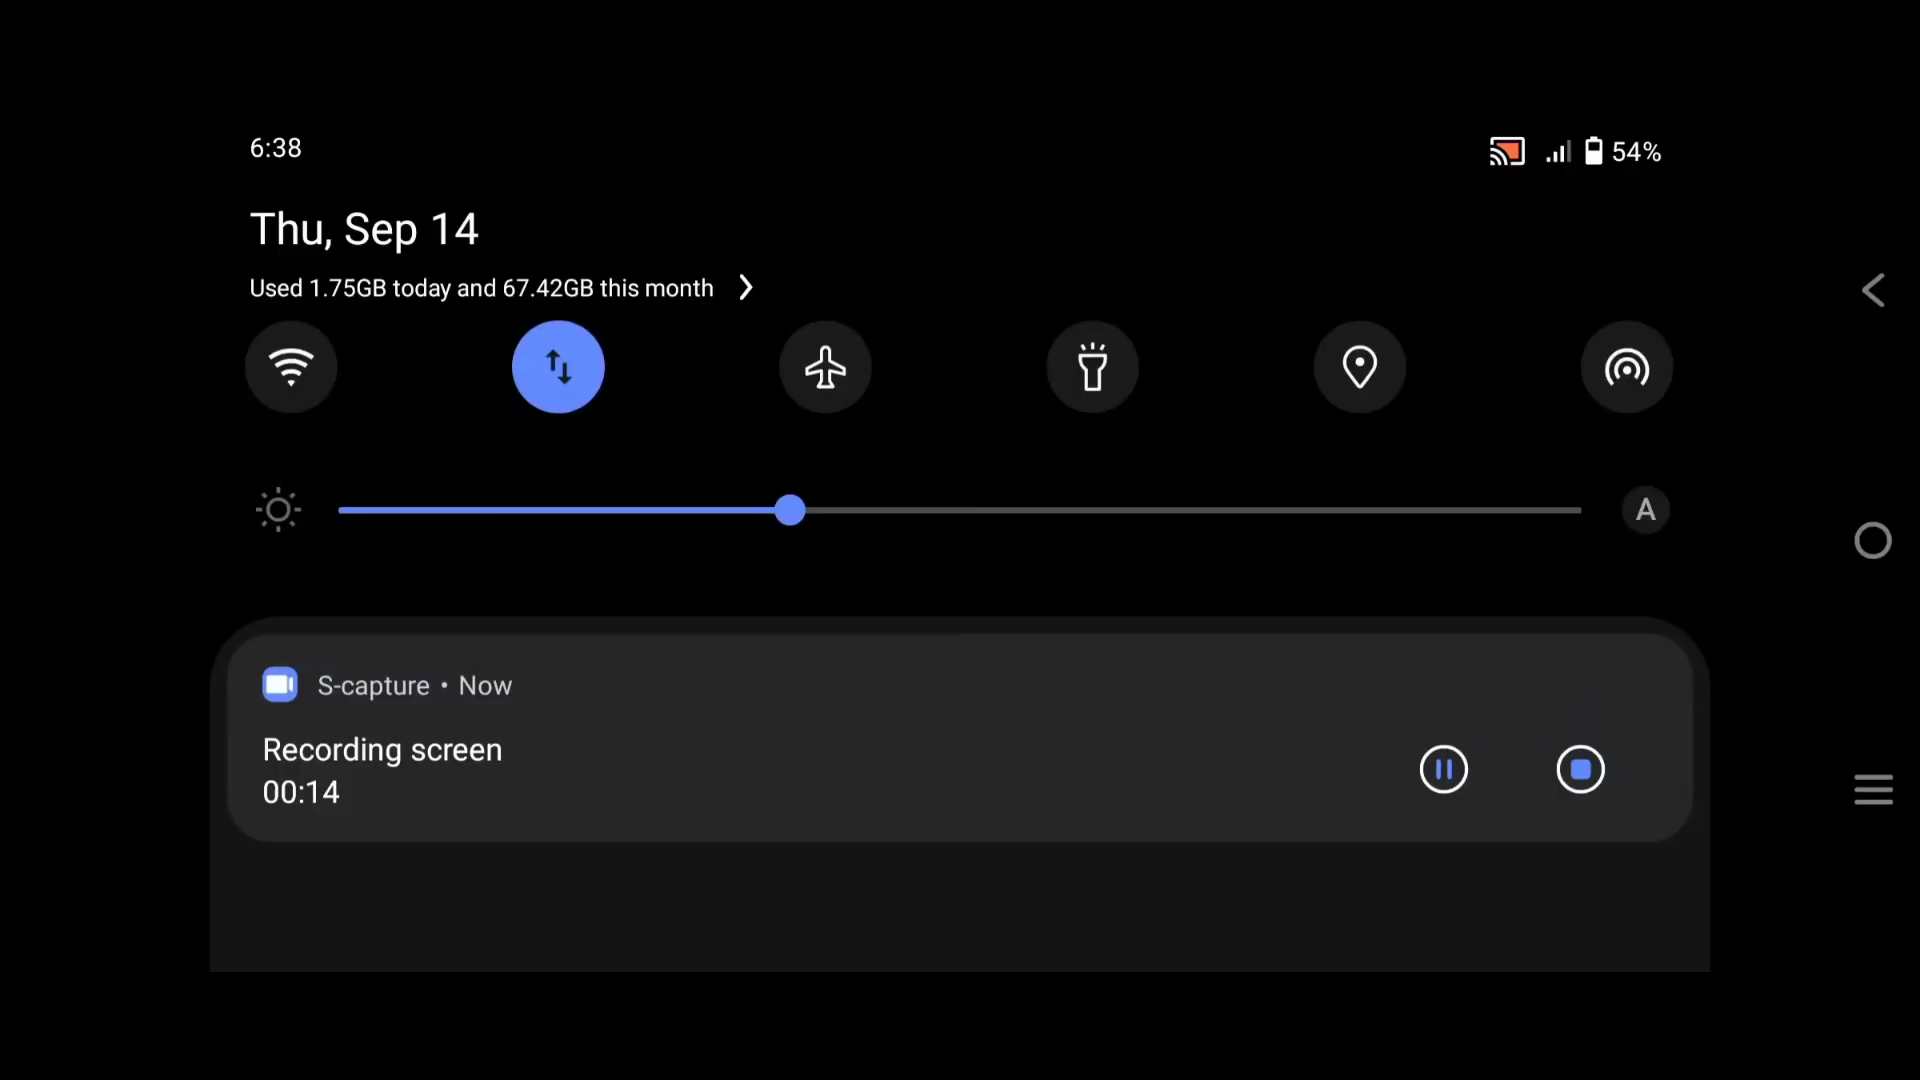 6:38
54%
Thu, Sep 14
Used 1.75GB today and 67.42GB this month
A
S-capture • Now
Recording screen
00:14